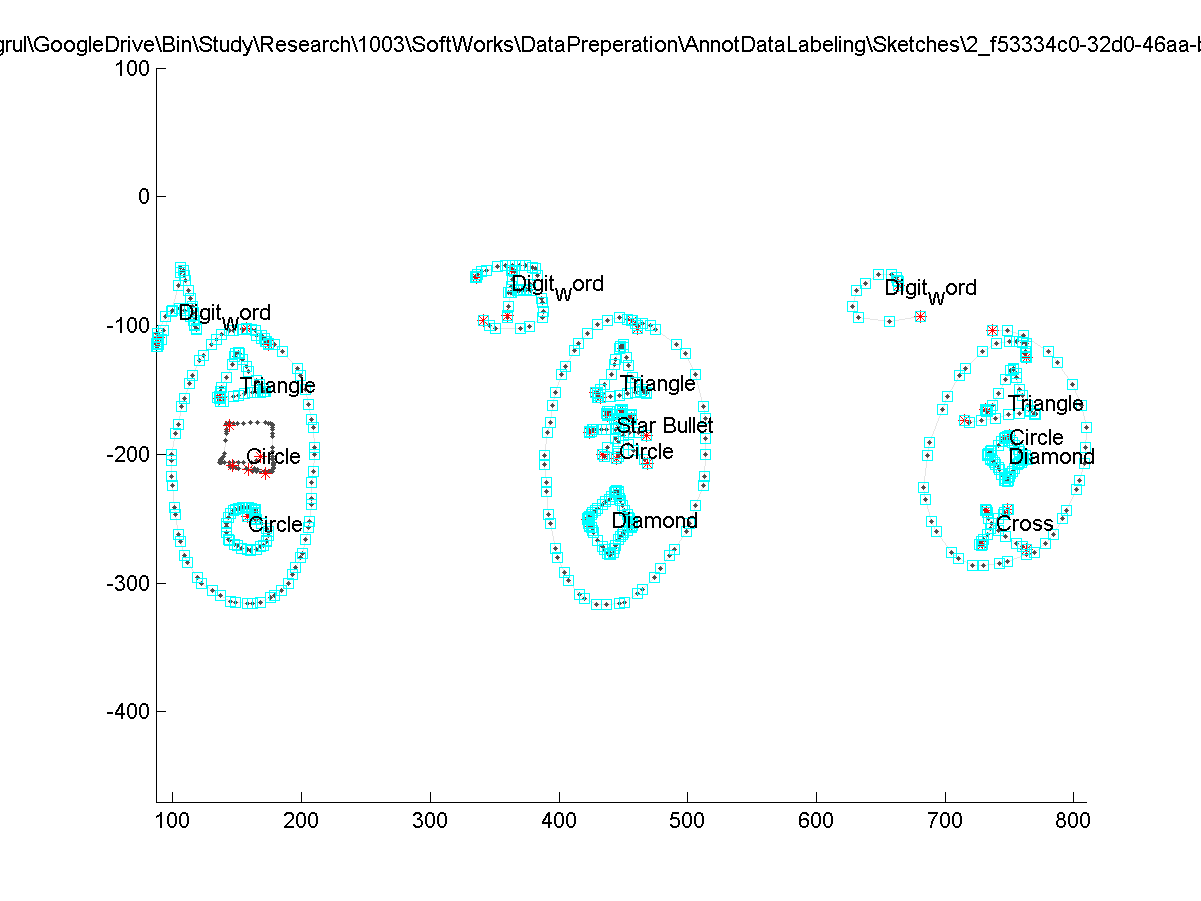 grul\GoogleDrive\Bin\Study\Research\1003\SoftWorks\DataPreperation\AnnotDataLabeling\Sketches\2_f53334c0-32d0-46aa-b
100
0
-100
-200
-300
-400
Digitword
Digitword
Digitword
Triangle
Circle
Circle
Triangle
Star Bullet
Circle
Diamond
Triangle
Circle
Diamond
Cross
100 200 300 400 500 600 700 800